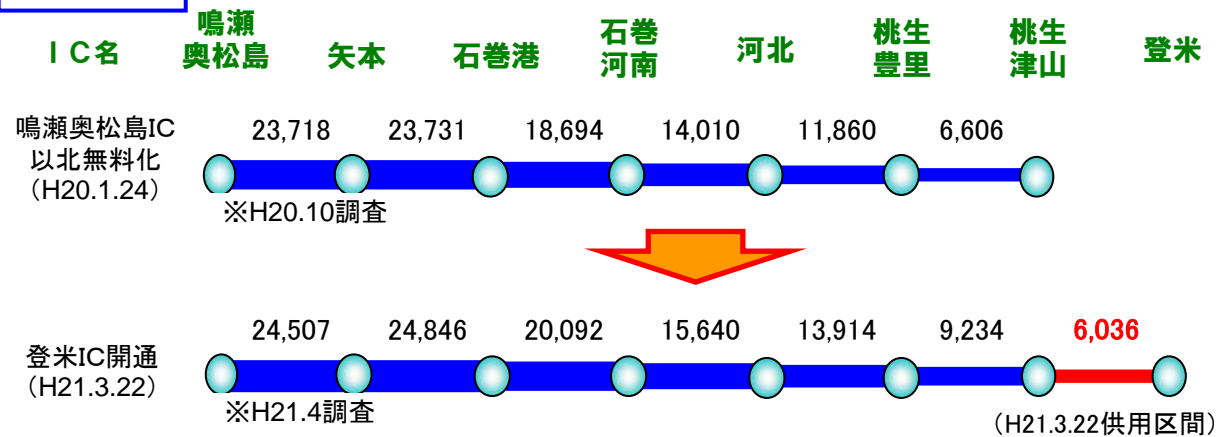 IC名
鳴瀬
奥松島
矢本
石巻港
石巻
河南
河北
桃生
豊里
桃生
津山
登米
鳴瀬奥松島IC
以北無料化
(H20.1.24)
23,718 23,731 18,694 14,010 11,860 6,606
※H20.10調査
登米IC開通
(H21.3.22)
24,507 24,846 20,092 15,640 13,914 9,234 6,036
※H21.4調査
(H21.3.22供用区間)